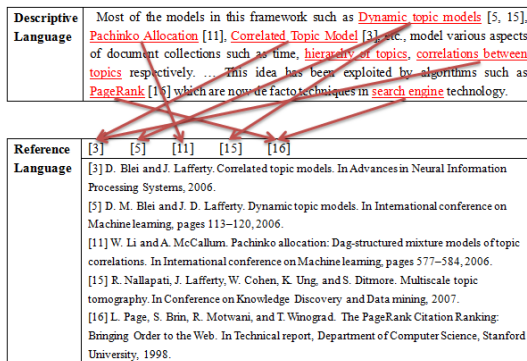 Descriptive
Language
Most of the models in this framework such as Dynamic topic models [5, 15],
Pachinko Allocation [11], Correlated Topic Model [3], etc., model various aspects
of document collections such as time, hierarchy of topics, correlations between
topics respectively. … This idea has been exploited by algorithms such as
PageRank [16] which are now de facto techniques in search engine technology.
Reference
Language
[3] [5] [11] [15] [16]
[3] D. Blei and J. Lafferty. Correlated topic models. In Advances in Neural Information
Processing Systems, 2006.
[5] D. M. Blei and J. D. Lafferty. Dynamic topic models. In International conference on
Machine learning, pages 113–120, 2006.
[11] W. Li and A. McCallum. Pachinko allocation: Dag-structured mixture models of topic
correlations. In International conference on Machine learning, pages 577–584, 2006.
[15] R. Nallapati, J. Lafferty, W. Cohen, K. Ung, and S. Ditmore. Multiscale topic
tomography. In Conference on Knowledge Discovery and Data mining, 2007.
[16] L. Page, S. Brin, R. Motwani, and T. Winograd. The PageRank Citation Ranking:
Bringing Order to the Web. In Technical report, Department of Computer Science, Stanford
University, 1998.